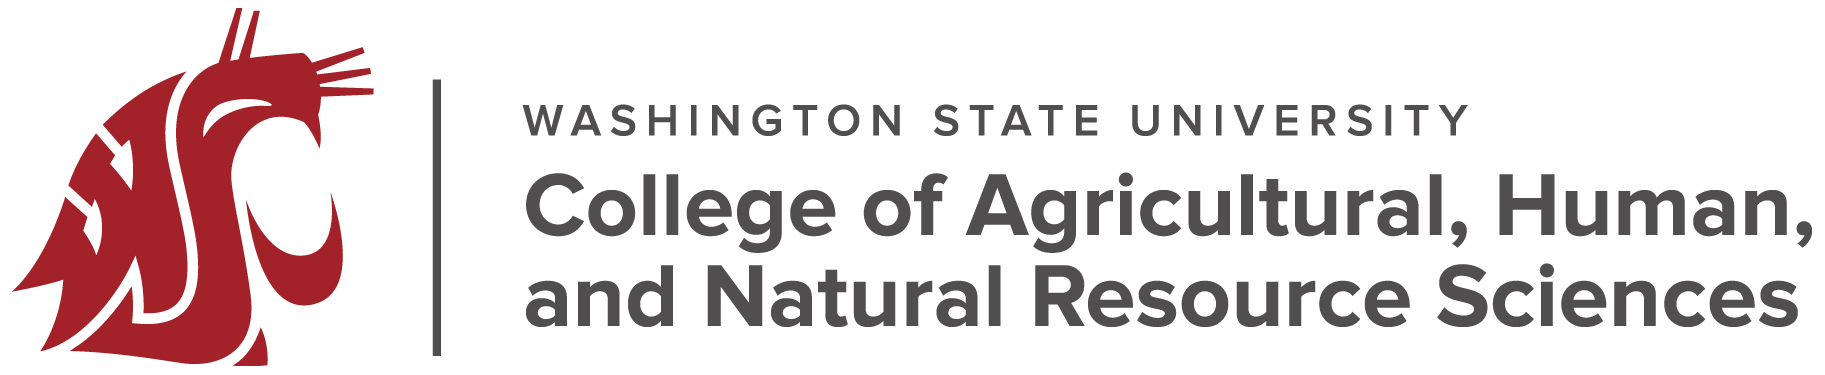 WASHINGTON STATE UNIVERSITY
College of Agricultural, Human,
and Natural Resource Sciences